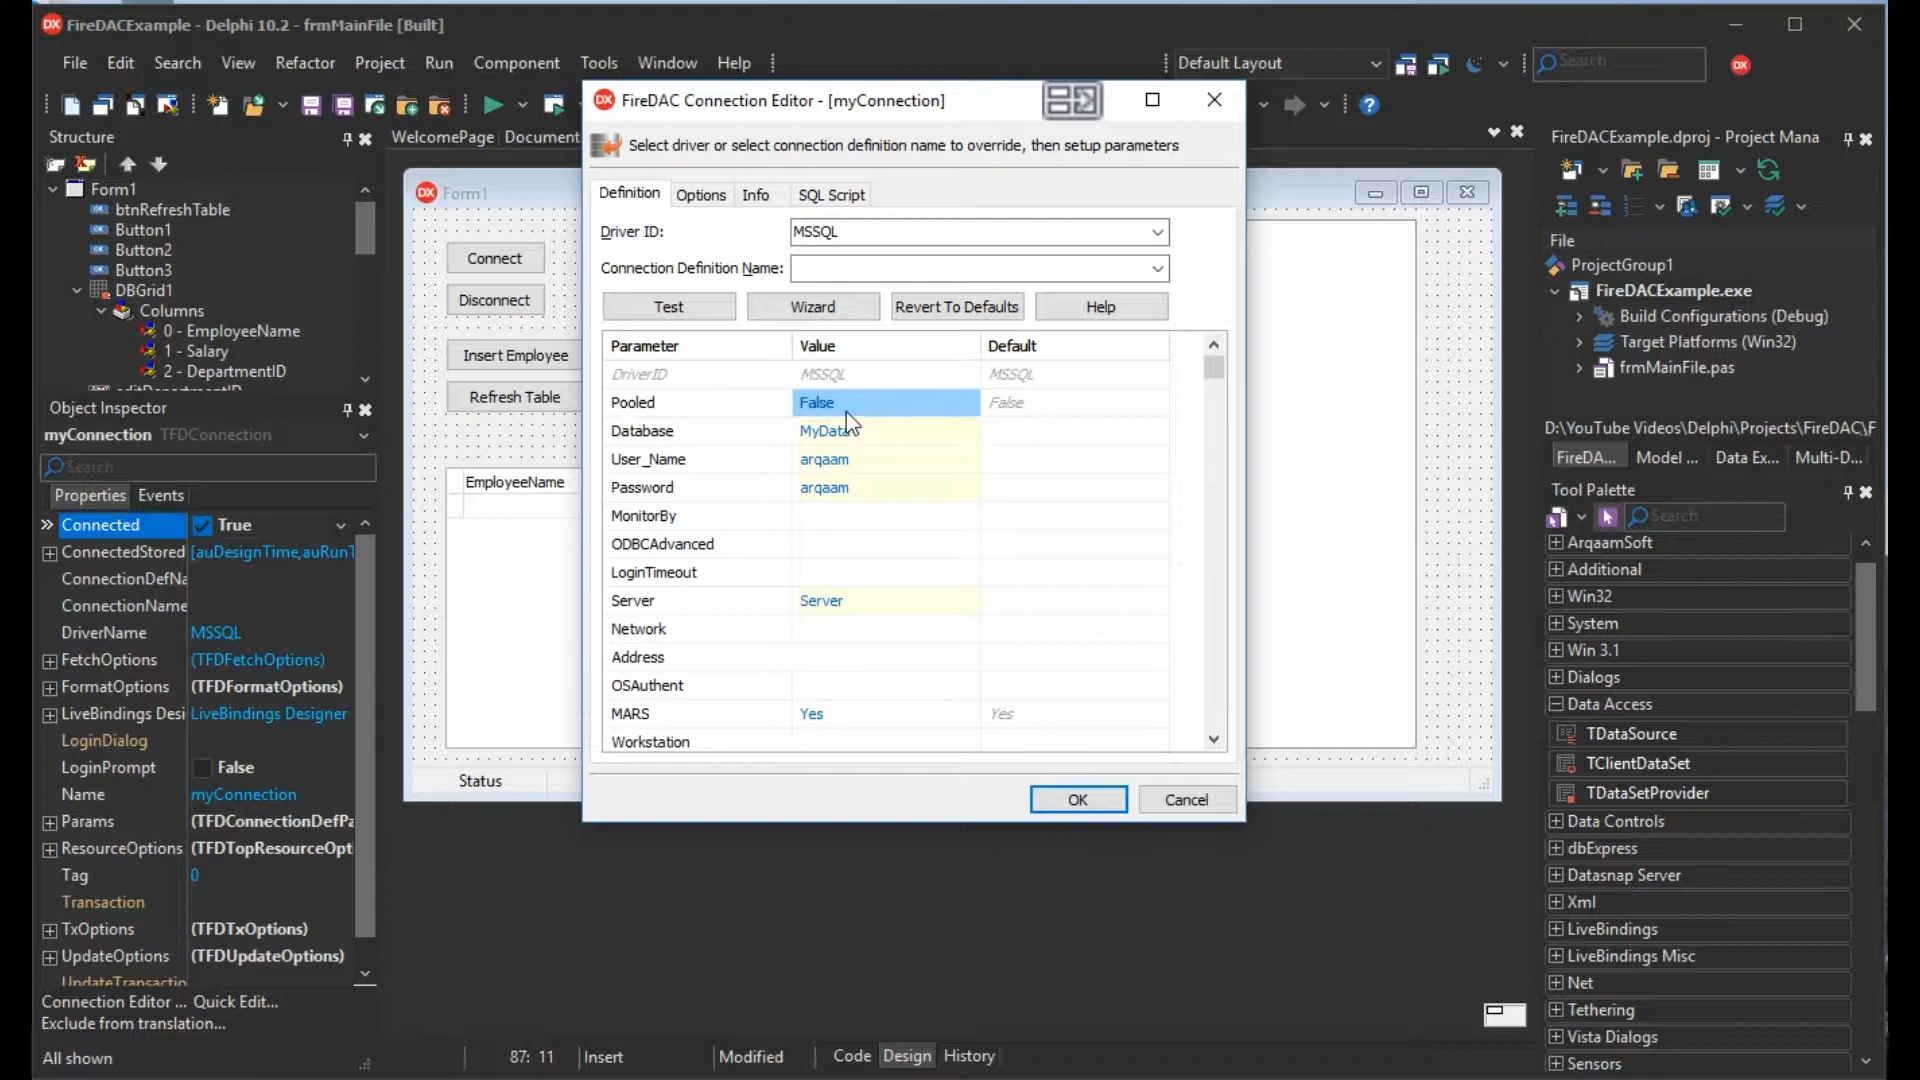 FireDACExample - Delphi 10.2 - frmMainFile [Built]
File Edit Search View Refactor Project Run Component Tools Window Help
Default Layout
Search
Structure
WelcomePage Document
Form1
btnRefreshTable
Button1
Button2
Button3
DBGrid1
Columns
0 - EmployeeName
1 - Salary
2 - DepartmentID
Object Inspector
myConnection TFDConnection
Search
Properties Events
Connected True
ConnectedStored [auDesignTime,auRunT
ConnectionDefNa
ConnectionName
DriverName MSSQL
FetchOptions (TFDFetchOptions)
FormatOptions (TFDFormatOptions)
LiveBindings Desi LiveBindings Designer
LoginDialog
LoginPrompt False
Name myConnection
Params (TFDConnectionDefPa
ResourceOptions (TFDTopResourceOpt
Tag 0
Transaction
TxOptions (TFDTxOptions)
UpdateOptions (TFDUpdateOptions)
UpdateTransactio
Connection Editor ... Quick Edit...
Exclude from translation...
All shown
Form1
Connect
Disconnect
Insert Employee
Refresh Table
EmployeeName
Status
FireDAC Connection Editor - [myConnection]
Select driver or select connection definition name to override, then setup parameters
Definition Options Info SQL Script
Driver ID: MSSQL
Connection Definition Name:
Test Wizard Revert To Defaults Help
Parameter Value Default
DriverID MSSQL MSSQL
Pooled False False
Database MyData
User_Name arqaam
Password arqaam
MonitorBy
ODBCAdvanced
LoginTimeout
Server Server
Network
Address
OSAuthent
MARS Yes Yes
Workstation
OK Cancel
87: 11 Insert Modified Code Design History
FireDACExample.dproj - Project Mana
File
ProjectGroup1
FireDACExample.exe
Build Configurations (Debug)
Target Platforms (Win32)
frmMainFile.pas
D:\YouTube Videos\Delphi\Projects\FireDAC\F
FireDA... Model ... Data Ex... Multi-D...
Tool Palette
Search
ArqaamSoft
Additional
Win32
System
Win 3.1
Dialogs
Data Access
TDataSource
TClientDataSet
TDataSetProvider
Data Controls
dbExpress
Datasnap Server
Xml
LiveBindings
LiveBindings Misc
Net
Tethering
Vista Dialogs
Sensors